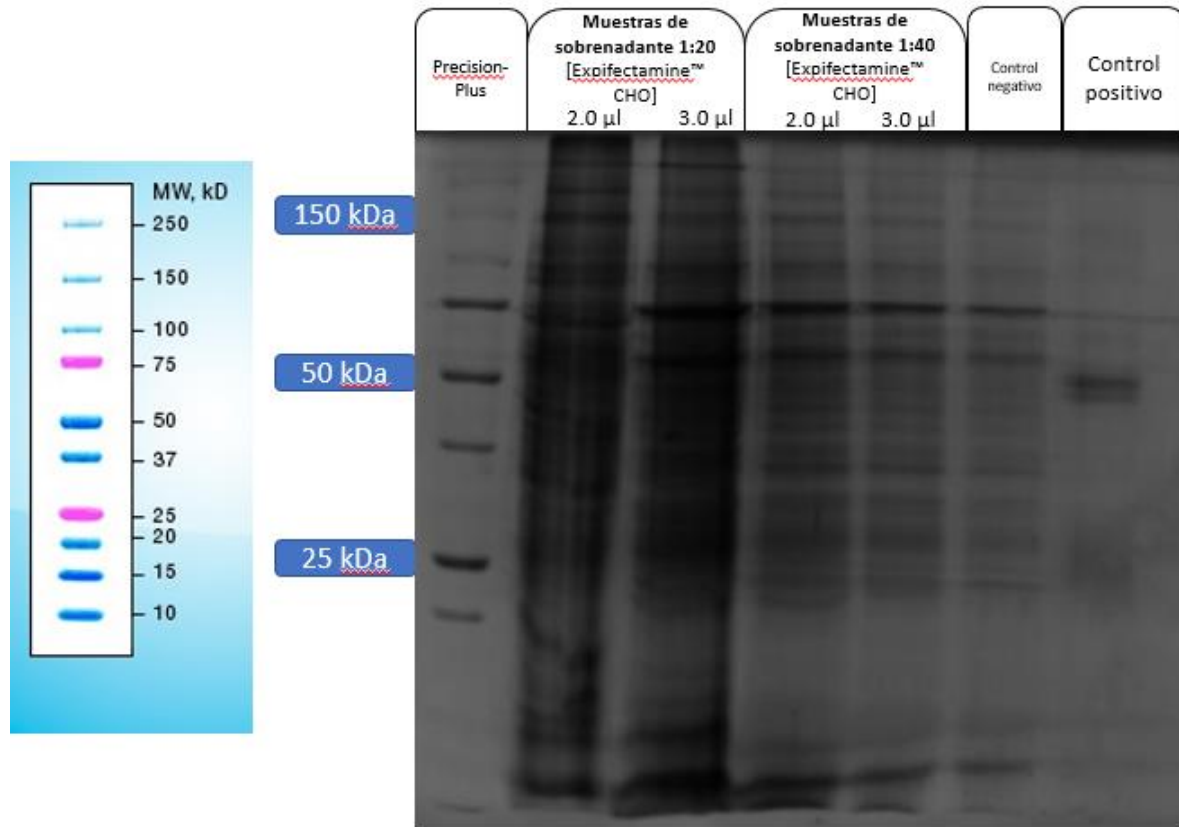 MW, kD
250
150
100
75
50
37
25
20
15
10
150 kDa
50 kDa
25 kDa
Precision-
Plus
Muestras de
sobrenadante 1:20
[Expifectamine™
CHO]
2.0 µl 3.0 µl
Muestras de
sobrenadante 1:40
[Expifectamine™
CHO]
2.0 µl 3.0 µl
Control
negativo
Control
positivo